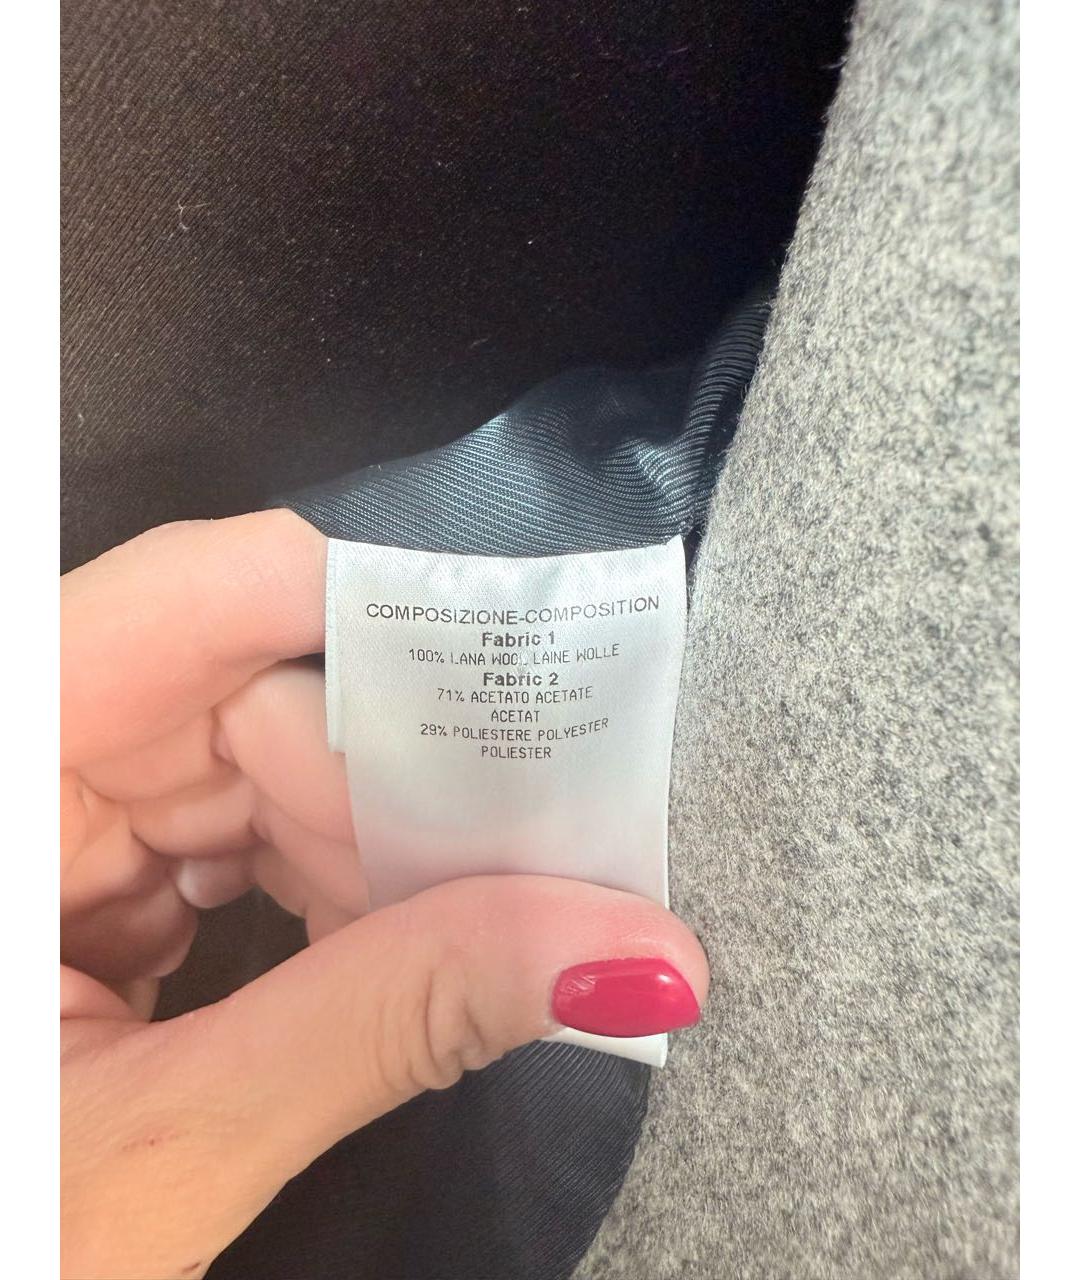 COMPOSIZIONE-COMPOSITION
Fabric 1
100% LANA WOOL LAINE WOLLE
Fabric 2
71% ACETATO ACETATE
ACETAT
29% POLIESTERE POLYESTER
POLIESTER